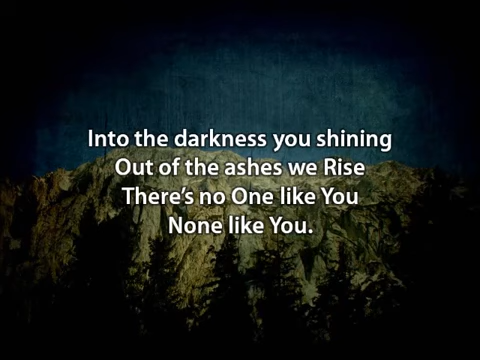 Into the darkness you shining
Out of the ashes we Rise
There's no One like You
None like You.